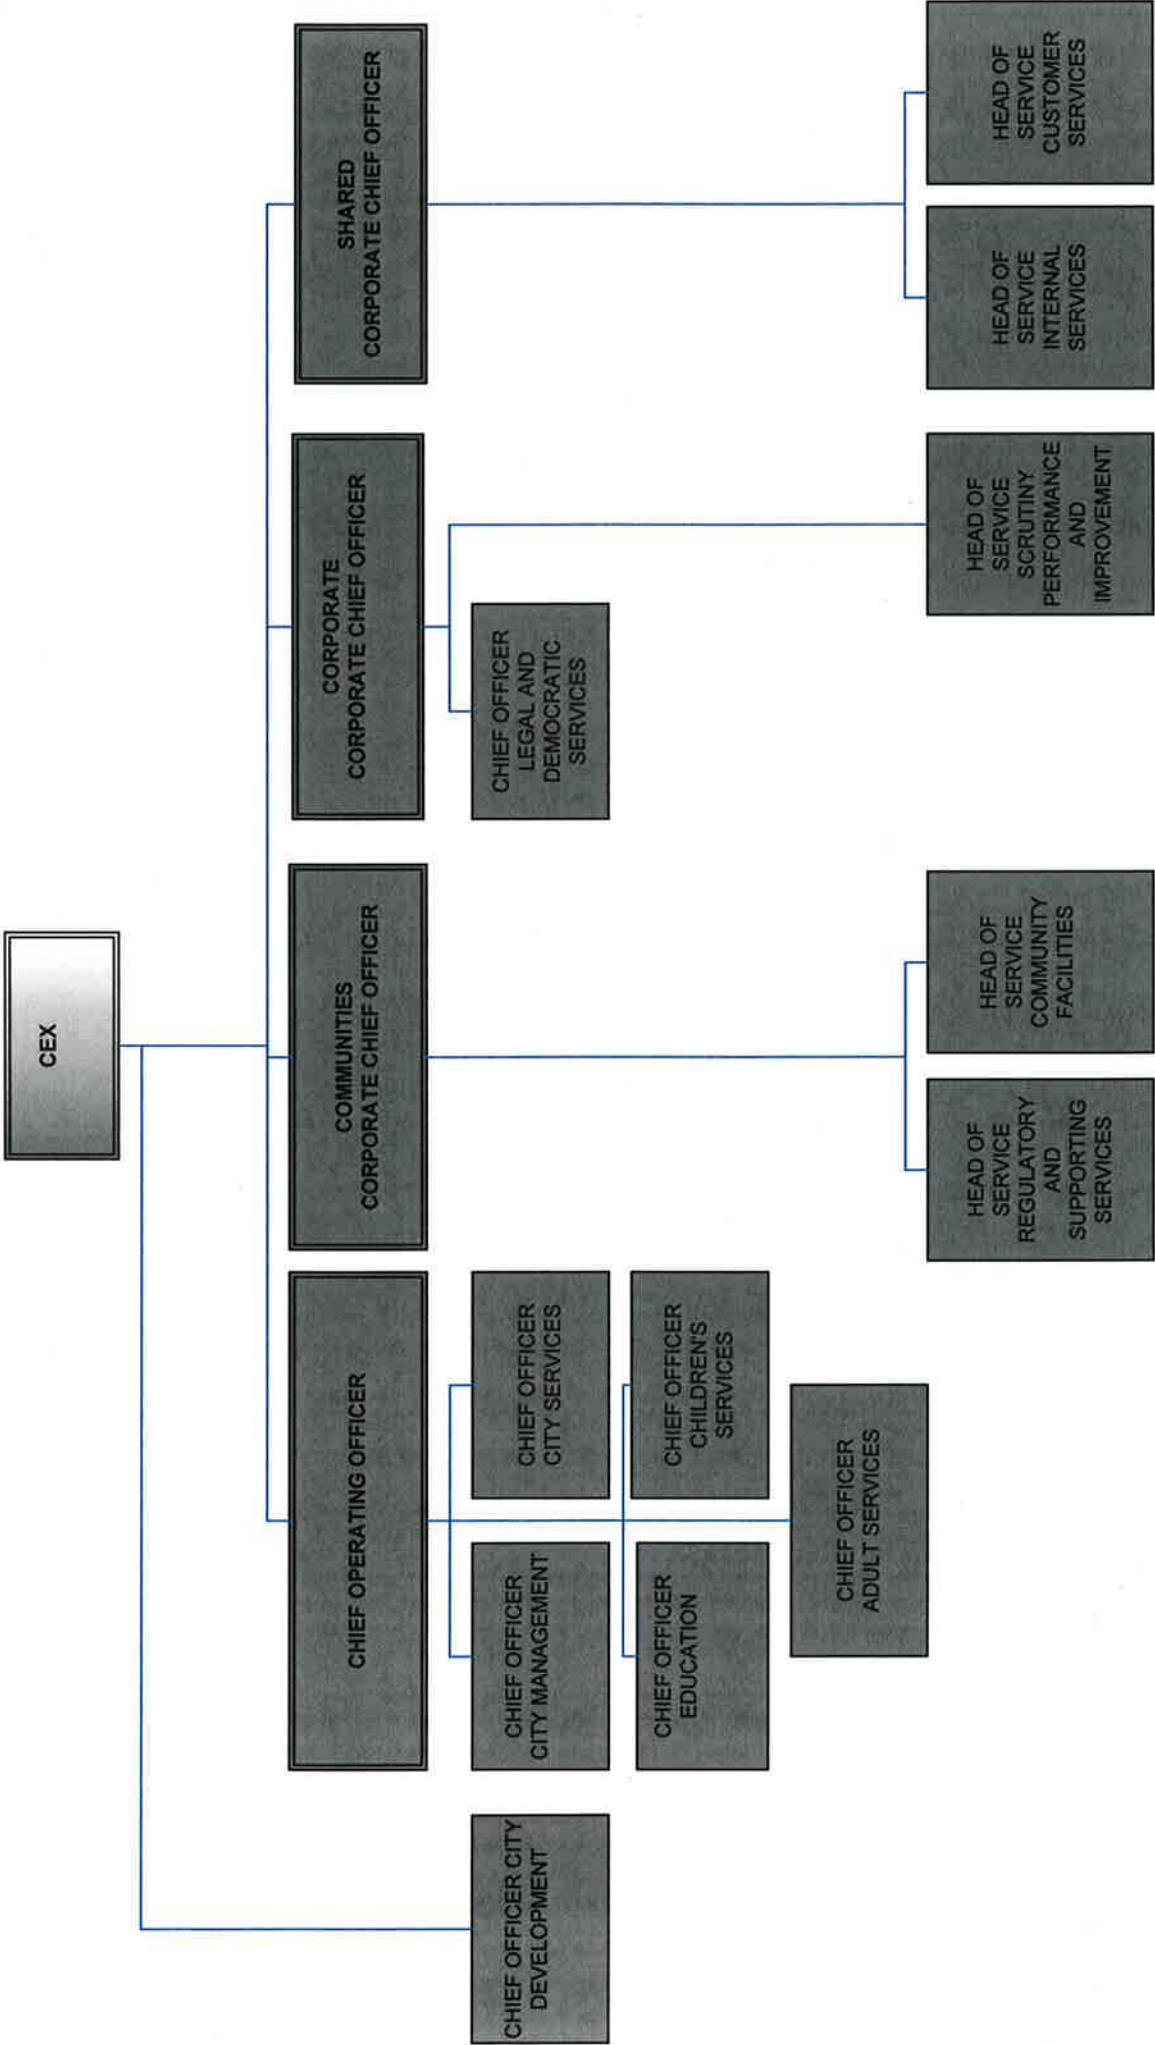 CEX
CHIEF OPERATING OFFICER
COMMUNITIES
CORPORATE CHIEF OFFICER
CORPORATE
CORPORATE CHIEF OFFICER
SHARED
CORPORATE CHIEF OFFICER
CHIEF OFFICER CITY
DEVELOPMENT
CHIEF OFFICER
CITY MANAGEMENT
CHIEF OFFICER
CITY SERVICES
CHIEF OFFICER
LEGAL AND
DEMOCRATIC
SERVICES
CHIEF OFFICER
EDUCATION
CHIEF OFFICER
CHILDREN'S
SERVICES
CHIEF OFFICER
ADULT SERVICES
HEAD OF
SERVICE
REGULATORY
AND
SUPPORTING
SERVICES
HEAD OF
SERVICE
COMMUNITY
FACILITIES
HEAD OF
SERVICE
SCRUTINY
PERFORMANCE
AND
IMPROVEMENT
HEAD OF
SERVICE
INTERNAL
SERVICES
HEAD OF
SERVICE
CUSTOMER
SERVICES